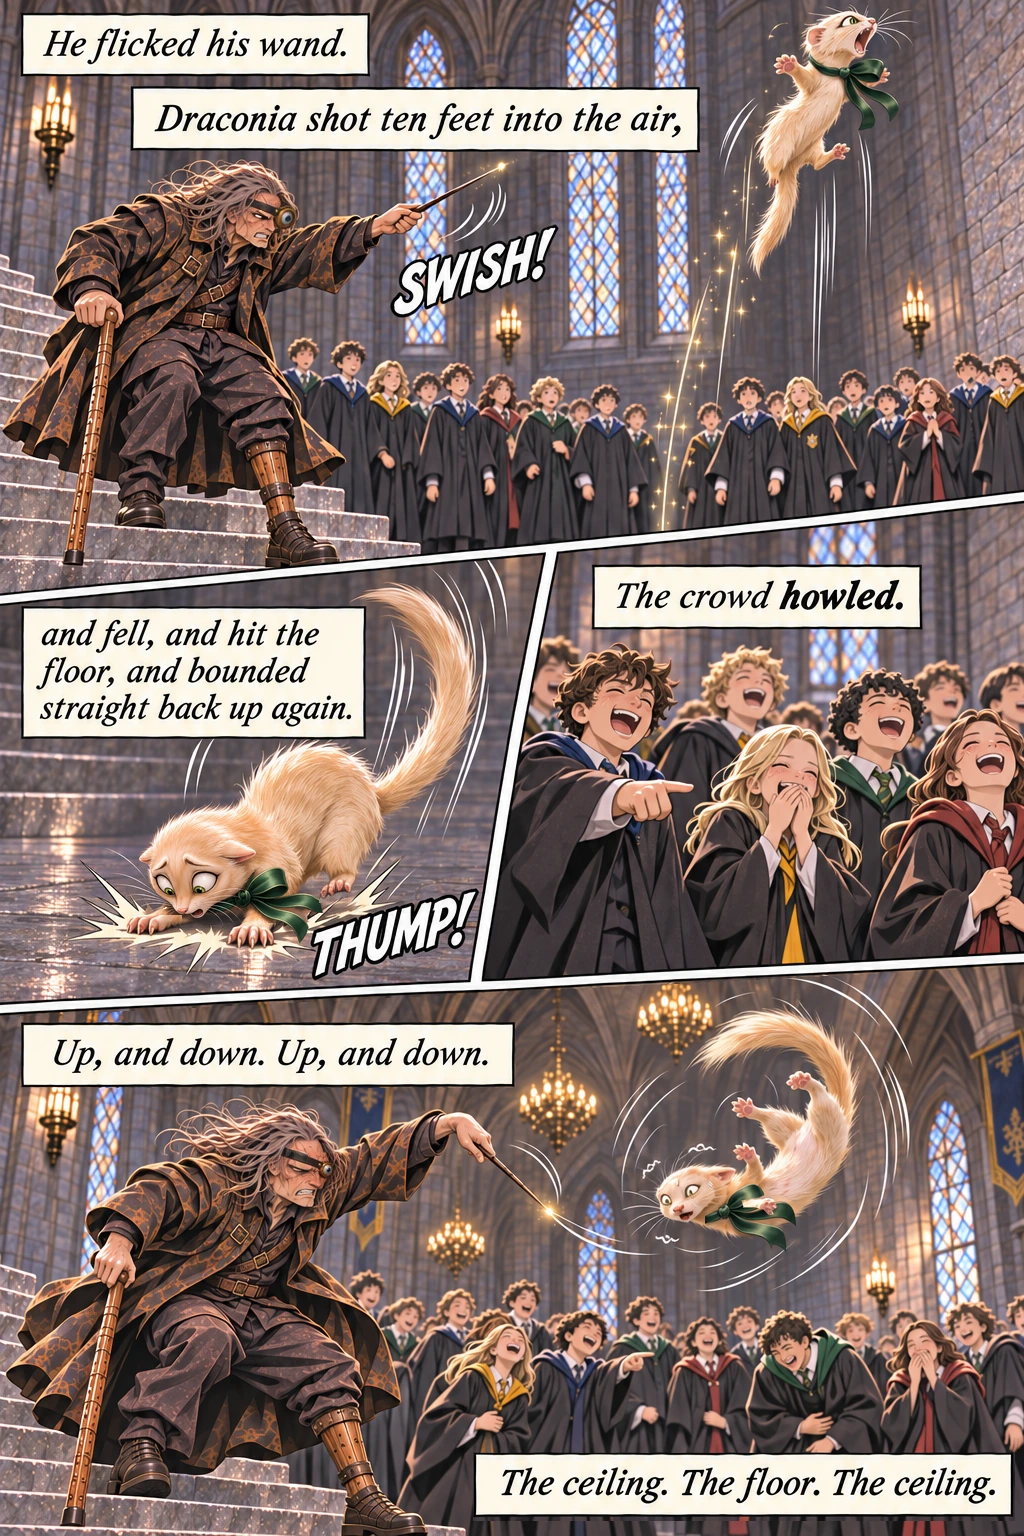 He flicked his wand.
Draconia shot ten feet into the air,
SWISH!
and fell, and hit the
floor, and bounded
straight back up again.
THUMP!
The crowd howled.
Up, and down. Up, and down.
The ceiling. The floor. The ceiling.